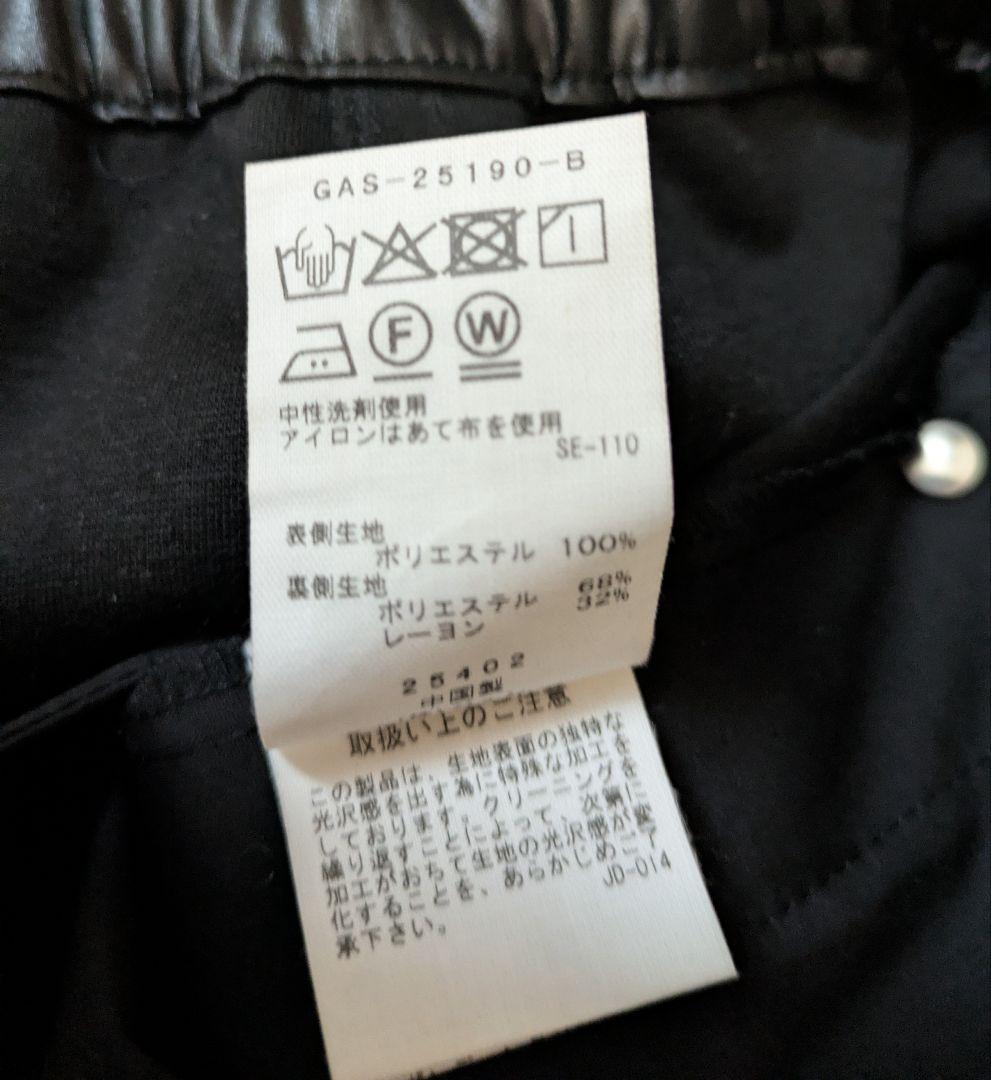 GAS-25190-B
F W
中性洗剤使用
アイロンはあて布を使用
SE-110
表側生地
ポリエステル 100%
裏側生地
ポリエステル 68%
レーヨン 32%
25402
中国製
取扱い上のご注意
この製品は、生地表面の独特な
光沢感を出す為に特殊な加工を
しております。クリーニングを
繰り返すことによって、次第に
加工がおちて生地の光沢感が変
化することを、あらかじめご了
承下さい。
JD-014